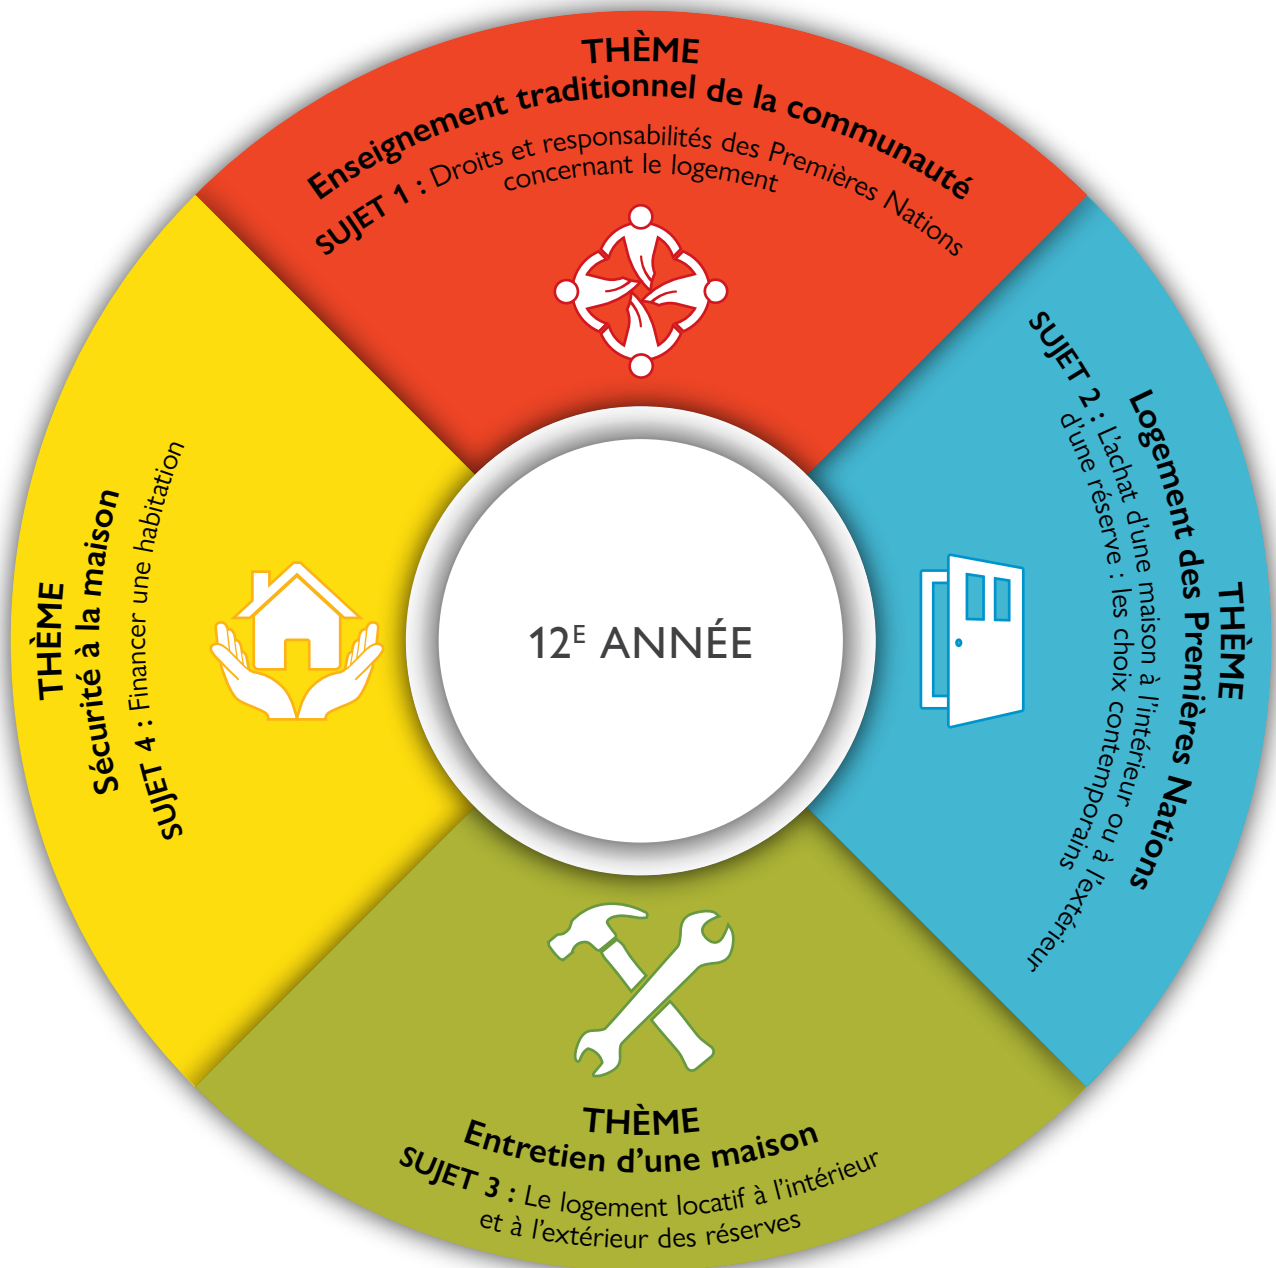 THÈME
Enseignement traditionnel de la communauté
SUJET 1 : Droits et responsabilités des Premières Nations
concernant le logement
THÈME
Logement des Premières Nations
SUJET 2 : L'achat d'une maison à l'intérieur ou à l'extérieur
d'une réserve : les choix contemporains
12E ANNÉE
THÈME
Sécurité à la maison
SUJET 4 : Financer une habitation
THÈME
Entretien d'une maison
SUJET 3 : Le logement locatif à l'intérieur
et à l'extérieur des réserves